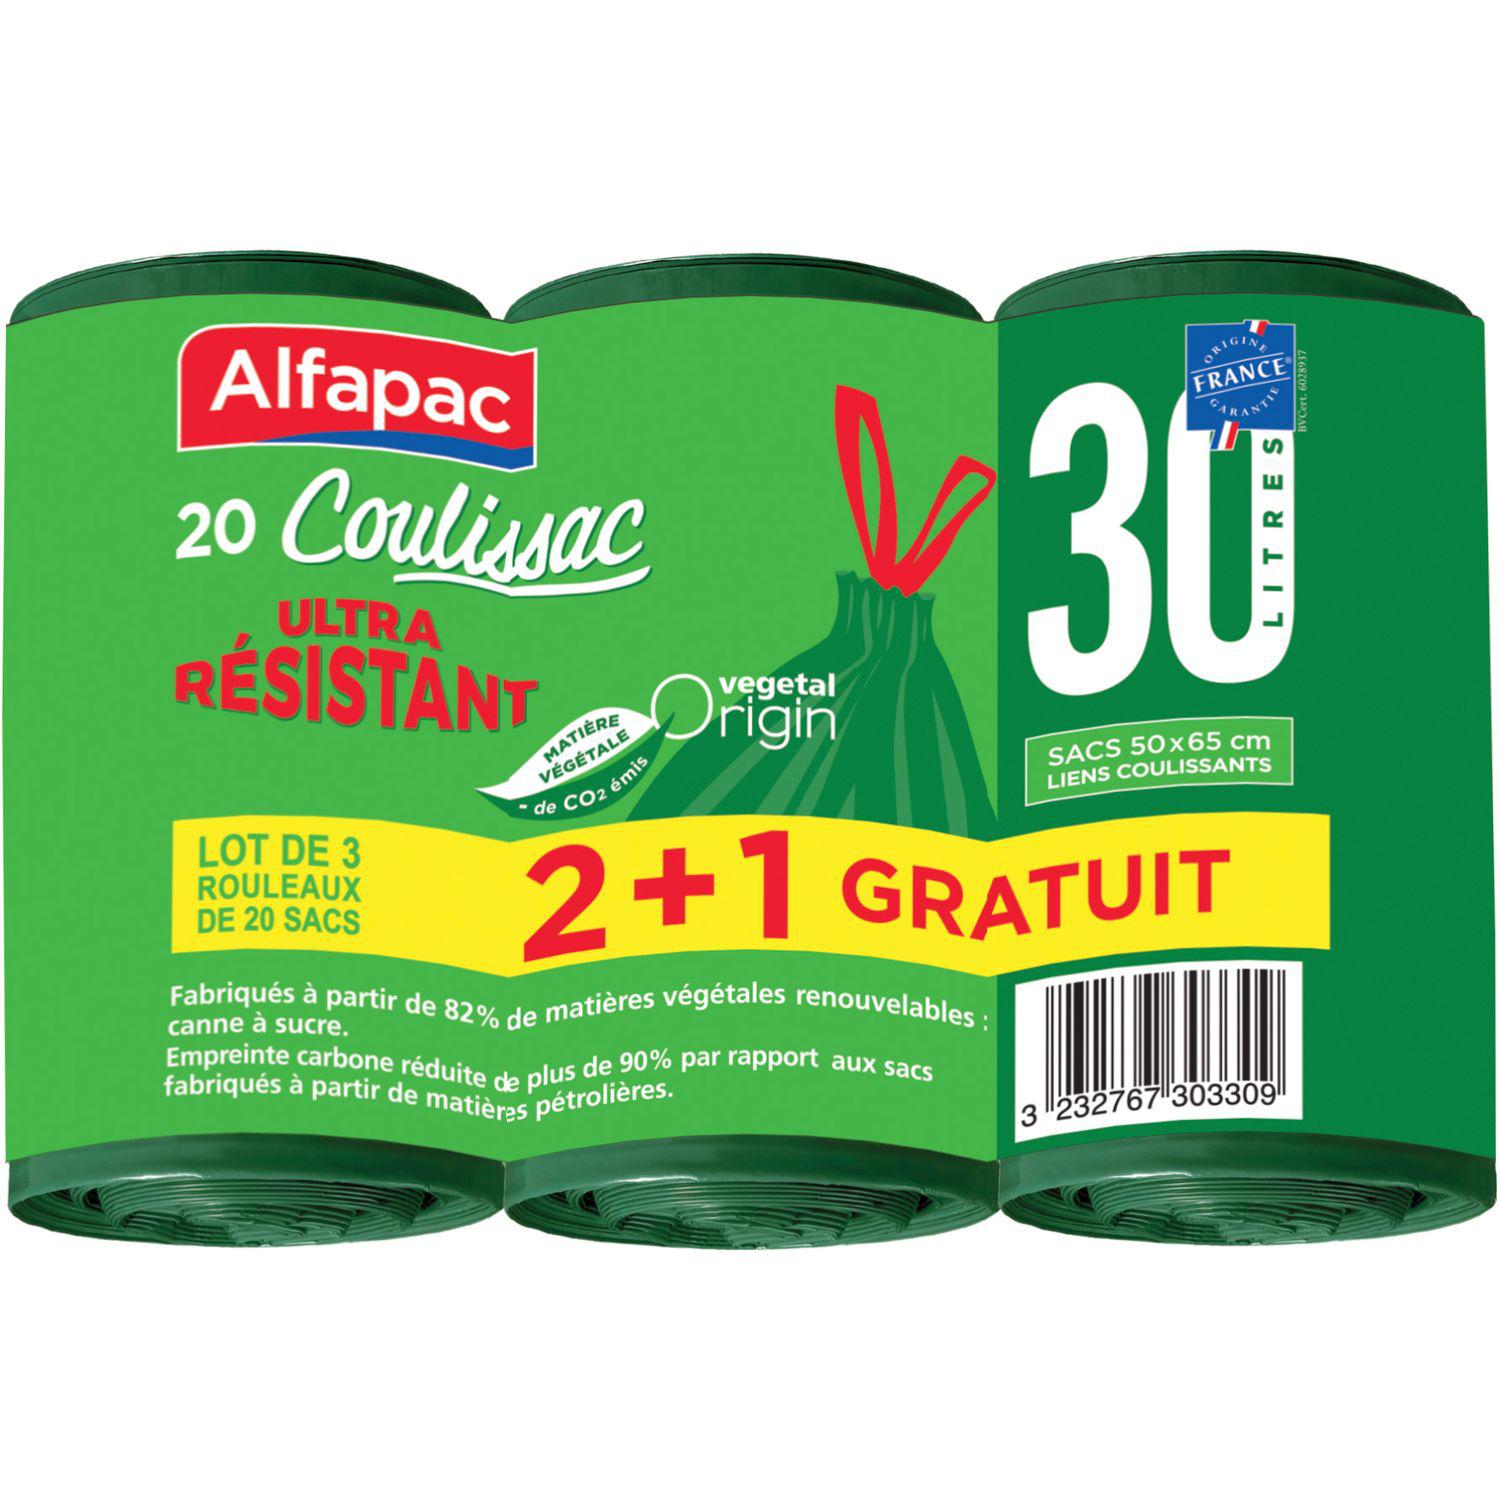 Alfapac
20 Coulissac
ULTRA
RÉSISTANT
MATIÈRE
VÉGÉTALE
- de CO2 émis
vegetal
Origin
ORIGINE
FRANCE®
GARANTIE
BVCert. 6028937
30
LITRES
SACS 50x65 cm
LIENS COULISSANTS
LOT DE 3
ROULEAUX
DE 20 SACS
2+1 GRATUIT
Fabriqués à partir de 82% de matières végétales renouvelables :
canne à sucre.
Empreinte carbone réduite de plus de 90% par rapport aux sacs
fabriqués à partir de matières pétrolières.
3 232767 303309